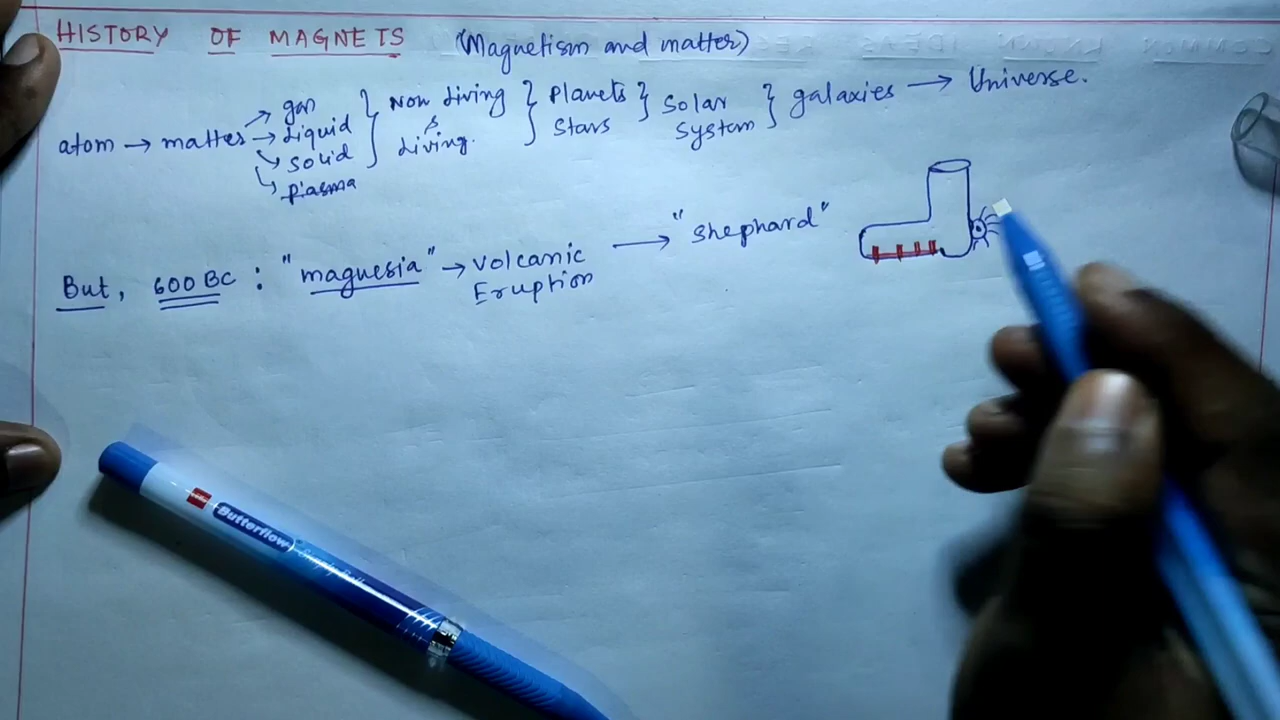 HISTORY OF MAGNETS (Magnetism and matter)
atom → matter → gas → Liquid → solid → plasma } Non living & living. } Planets Stars } Solar System } galaxies → Universe.
But, 600 BC : "magnesia" → volcanic Eruption → "shephard"
Butterflow